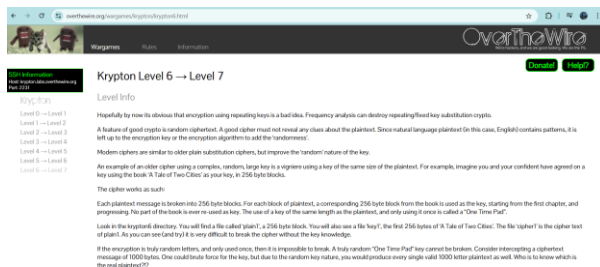 overthewire.org/wargames/krypton/krypton6.html
Wargames Rules Information
OverTheWire
Donate! Help!?
SSH Information
Host: krypton.labs.overthewire.org
Port: 2231
Krypton
Level 0 → Level 1
Level 1 → Level 2
Level 2 → Level 3
Level 3 → Level 4
Level 4 → Level 5
Level 5 → Level 6
Level 6 → Level 7
Krypton Level 6 → Level 7
Level Info
Hopefully by now its obvious that encryption using repeating keys is a bad idea. Frequency analysis can destroy repeating/fixed key substitution crypto.
A feature of good crypto is random ciphertext. A good cipher must not reveal any clues about the plaintext. Since natural language plaintext (in this case, English) contains patterns, it is
left up to the encryption key or the encryption algorithm to add the 'randomness'.
Modern ciphers are similar to older plain substitution ciphers, but improve the 'random' nature of the key.
An example of an older cipher using a complex, random, large key is a vigniere using a key of the same size of the plaintext. For example, imagine you and your confident have agreed on a
key using the book 'A Tale of Two Cities' as your key, in 256 byte blocks.
The cipher works as such:
Each plaintext message is broken into 256 byte blocks. For each block of plaintext, a corresponding 256 byte block from the book is used as the key, starting from the first chapter, and
progressing. No part of the book is ever re-used as key. The use of a key of the same length as the plaintext, and only using it once is called a "One Time Pad".
Look in the krypton6 directory. You will find a file called 'plain1', a 256 byte block. You will also see a file 'key1', the first 256 bytes of 'A Tale of Two Cities'. The file 'cipher1' is the cipher text
of plain1. As you can see (and try) it is very difficult to break the cipher without the key knowledge.
If the encryption is truly random letters, and only used once, then it is impossible to break. A truly random "One Time Pad" key cannot be broken. Consider intercepting a ciphertext
message of 1000 bytes. One could brute force for the key, but due to the random key nature, you would produce every single valid 1000 letter plaintext as well. Who is to know which is
the real plaintext?!?